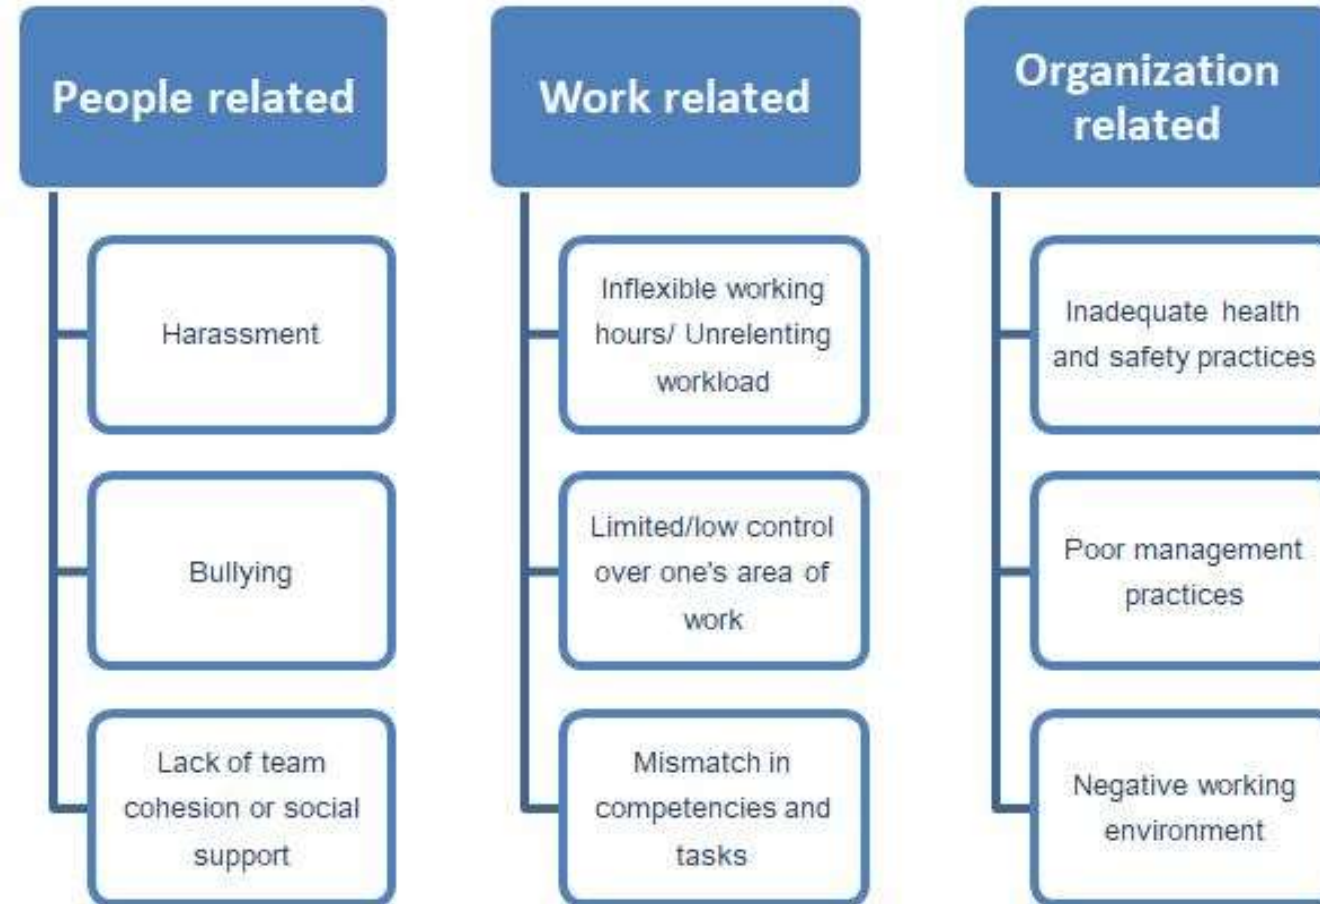 People related
Harassment
Bullying
Lack of team
cohesion or social
support
Work related
Inflexible working
hours/ Unrelenting
workload
Limited/low control
over one's area of
work
Mismatch in
competencies and
tasks
Organization
related
Inadequate health
and safety practices
Poor management
practices
Negative working
environment